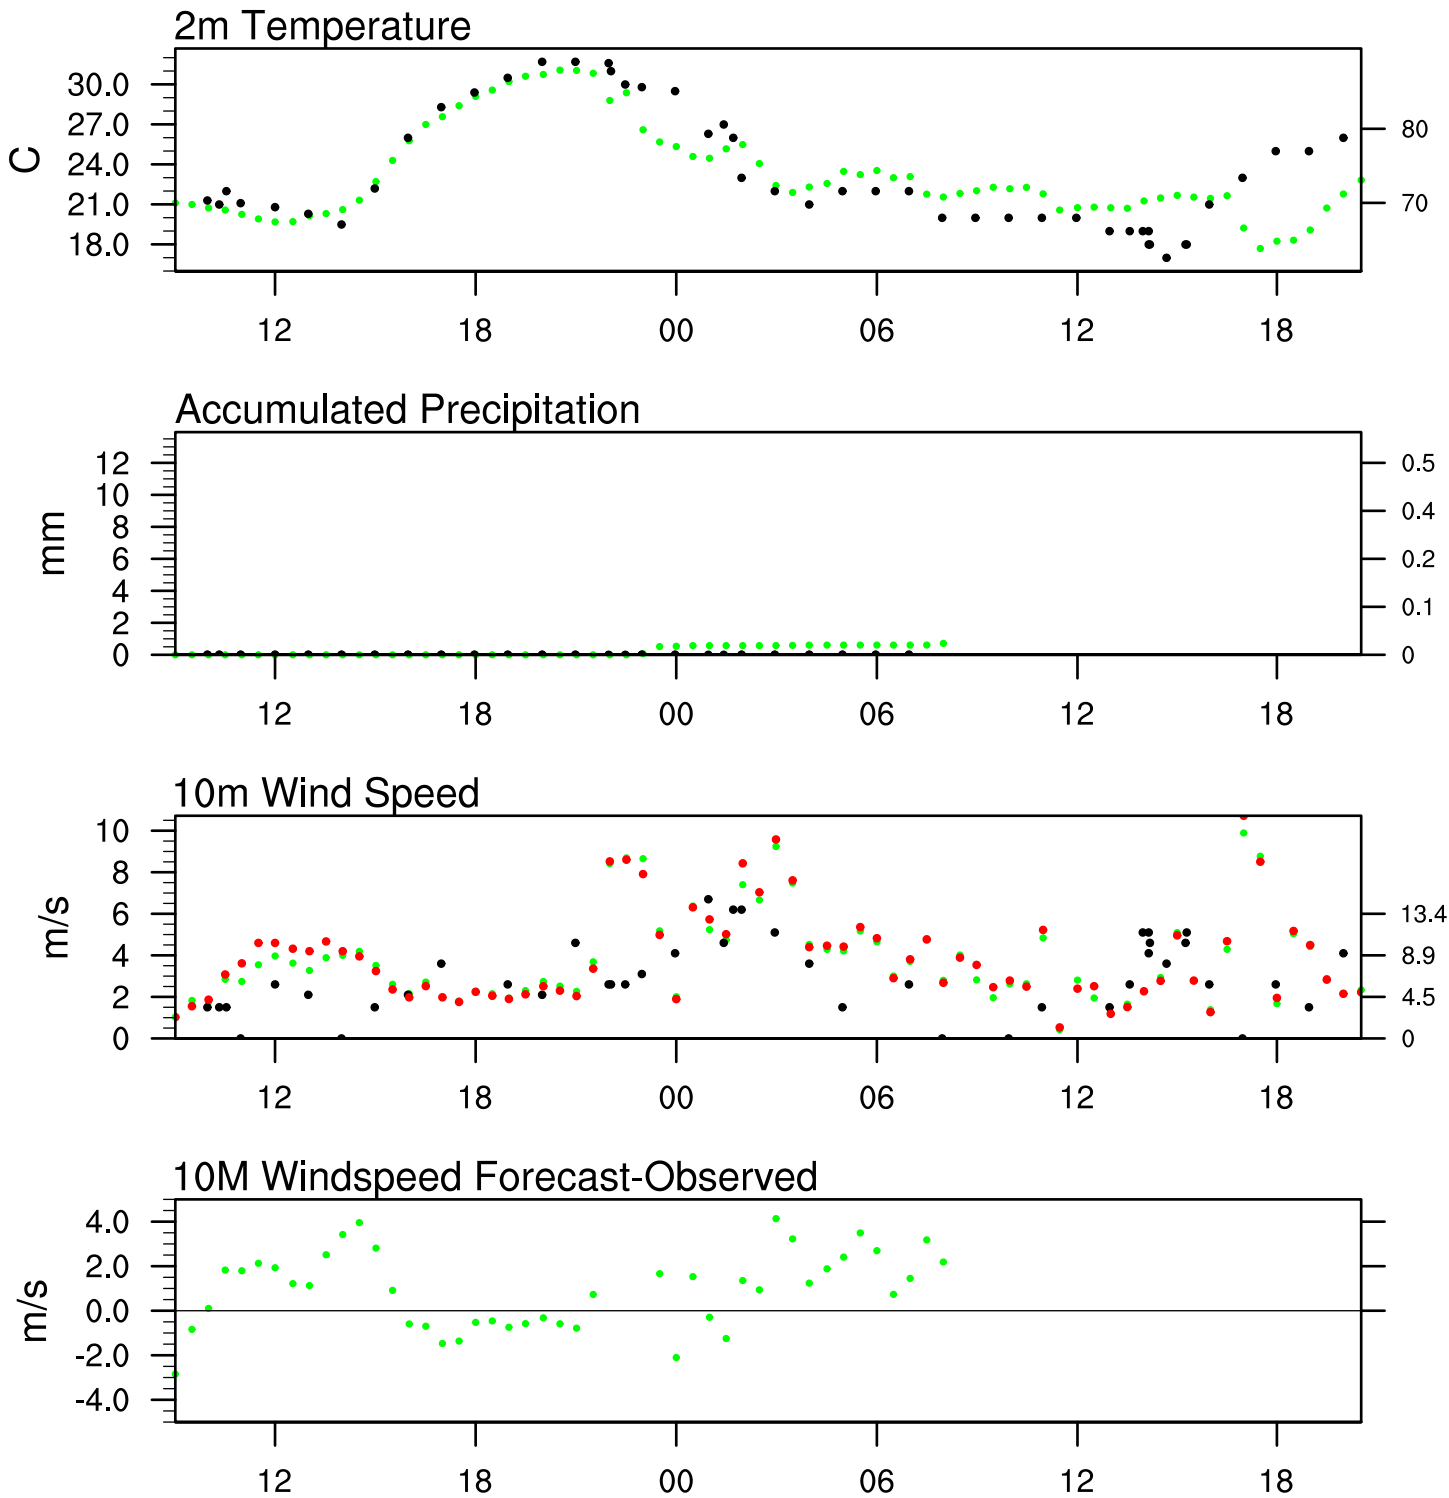 2m Temperature
C
30.0
27.0
24.0
21.0
18.0
80
70
12 18 00 06 12 18
Accumulated Precipitation
mm
12
10
8
6
4
2
0
0.5
0.4
0.2
0.1
0
12 18 00 06 12 18
10m Wind Speed
m/s
10
8
6
4
2
0
13.4
8.9
4.5
0
12 18 00 06 12 18
10M Windspeed Forecast-Observed
m/s
4.0
2.0
0.0
-2.0
-4.0
12 18 00 06 12 18